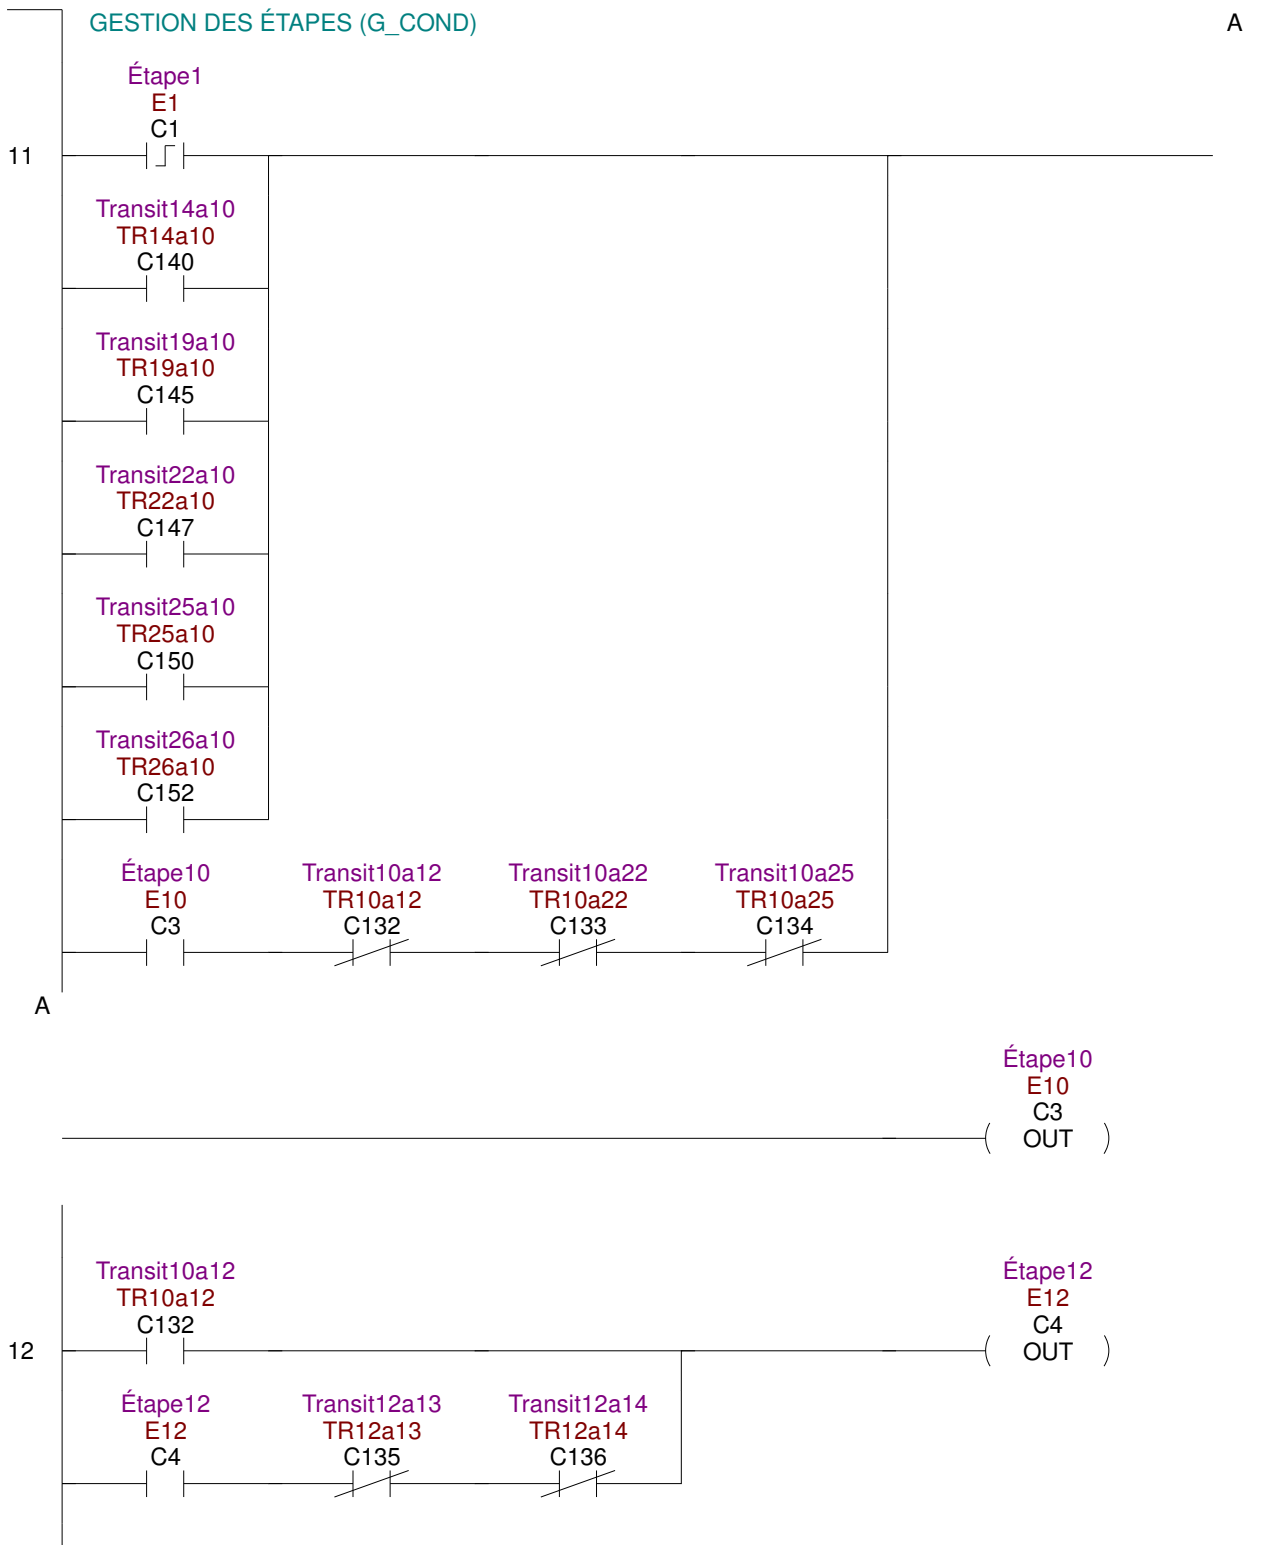 GESTION DES ÉTAPES (G_COND)
A
Étape1
E1
C1
11
Transit14a10
TR14a10
C140
Transit19a10
TR19a10
C145
Transit22a10
TR22a10
C147
Transit25a10
TR25a10
C150
Transit26a10
TR26a10
C152
Étape10 Transit10a12 Transit10a22 Transit10a25
E10 TR10a12 TR10a22 TR10a25
C3 C132 C133 C134
A
Étape10
E10
C3
OUT
Transit10a12 Étape12
TR10a12 E12
C132 C4
12 OUT
Étape12 Transit12a13 Transit12a14
E12 TR12a13 TR12a14
C4 C135 C136